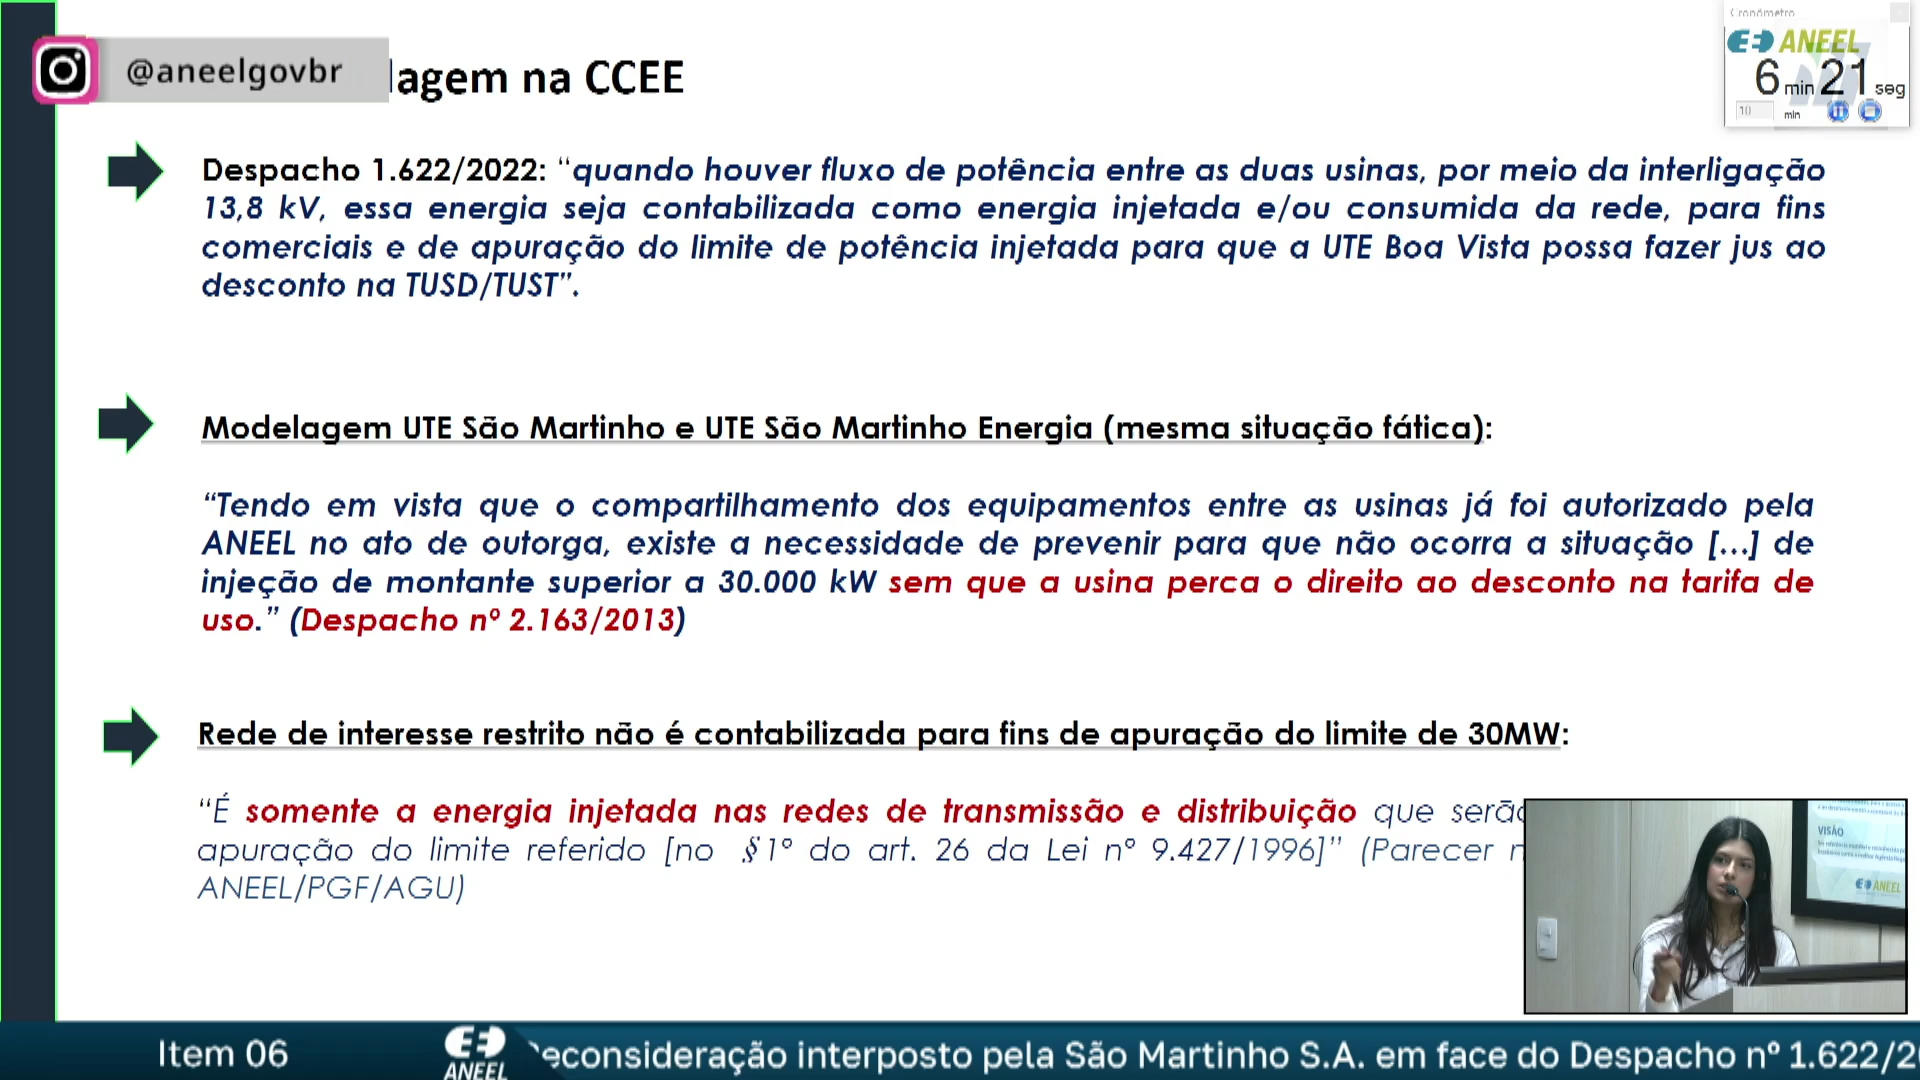 @aneelgovbr
lagem na CCEE
Cronômetro
ANEEL
6 min 21 seg
10 min
Despacho 1.622/2022: “quando houver fluxo de potência entre as duas usinas, por meio da interligação
13,8 kV, essa energia seja contabilizada como energia injetada e/ou consumida da rede, para fins
comerciais e de apuração do limite de potência injetada para que a UTE Boa Vista possa fazer jus ao
desconto na TUSD/TUST”.
Modelagem UTE São Martinho e UTE São Martinho Energia (mesma situação fática):
“Tendo em vista que o compartilhamento dos equipamentos entre as usinas já foi autorizado pela
ANEEL no ato de outorga, existe a necessidade de prevenir para que não ocorra a situação [...] de
injeção de montante superior a 30.000 kW sem que a usina perca o direito ao desconto na tarifa de
uso.” (Despacho nº 2.163/2013)
Rede de interesse restrito não é contabilizada para fins de apuração do limite de 30MW:
“É somente a energia injetada nas redes de transmissão e distribuição que
apuração do limite referido [no §1º do art. 26 da Lei nº 9.427/1996]” (Parecer
ANEEL/PGF/AGU)
VISÃO
ANEEL
Item 06
ANEEL
econsideração interposto pela São Martinho S.A. em face do Despacho nº 1.622/2